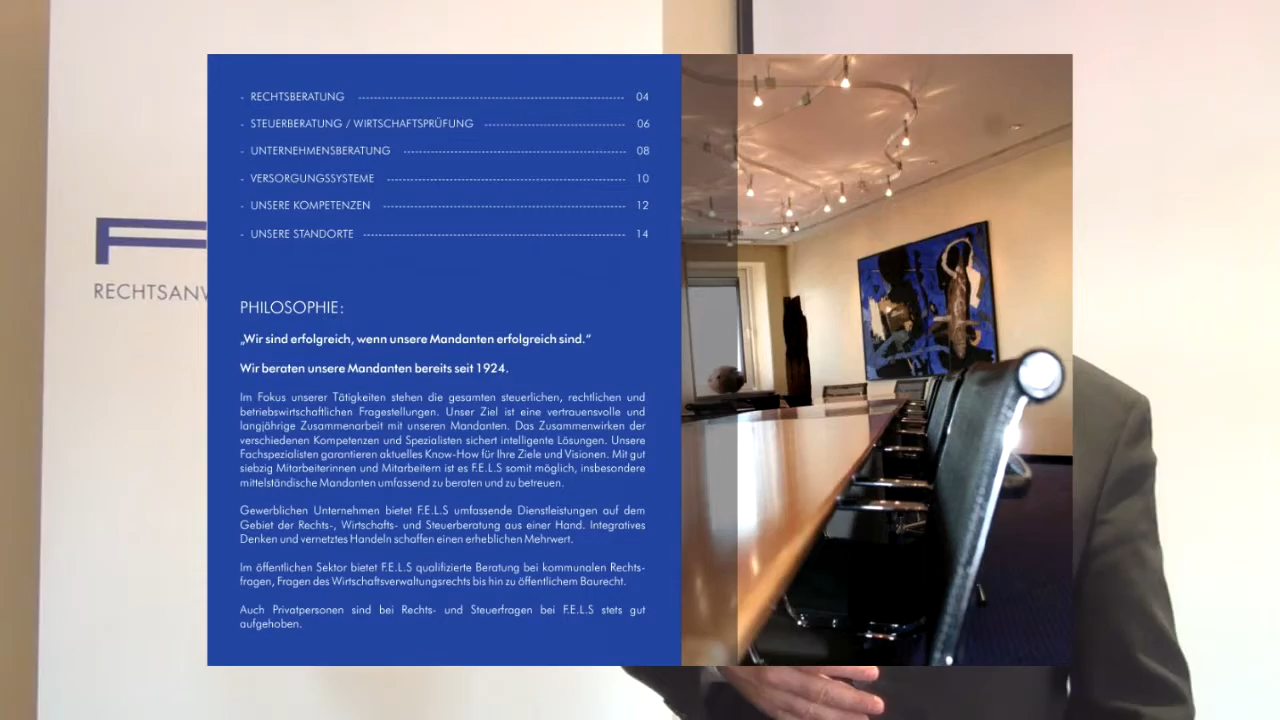 - RECHTSBERATUNG ---------- 04
- STEUERBERATUNG / WIRTSCHAFTSPRÜFUNG ---------- 06
- UNTERNEHMENSBERATUNG ---------- 08
- VERSORGUNGSSYSTEME ---------- 10
- UNSERE KOMPETENZEN ---------- 12
- UNSERE STANDORTE ---------- 14
RECHTSANW
PHILOSOPHIE:
„Wir sind erfolgreich, wenn unsere Mandanten erfolgreich sind.“
Wir beraten unsere Mandanten bereits seit 1924.
Im Fokus unserer Tätigkeiten stehen die gesamten steuerlichen, rechtlichen und
betriebswirtschaftlichen Fragestellungen. Unser Ziel ist eine vertrauensvolle und
langjährige Zusammenarbeit mit unseren Mandanten. Das Zusammenwirken der
verschiedenen Kompetenzen und Spezialisten sichert intelligente Lösungen. Unsere
Fachspezialisten garantieren aktuelles Know-How für Ihre Ziele und Visionen. Mit gut
siebzig Mitarbeiterinnen und Mitarbeitern ist es F.E.L.S somit möglich, insbesondere
mittelständische Mandanten umfassend zu beraten und zu betreuen.
Gewerblichen Unternehmen bietet F.E.L.S umfassende Dienstleistungen auf dem
Gebiet der Rechts-, Wirtschafts- und Steuerberatung aus einer Hand. Integratives
Denken und vernetztes Handeln schaffen einen erheblichen Mehrwert.
Im öffentlichen Sektor bietet F.E.L.S qualifizierte Beratung bei kommunalen Rechts-
fragen, Fragen des Wirtschaftsverwaltungsrechts bis hin zu öffentlichem Baurecht.
Auch Privatpersonen sind bei Rechts- und Steuerfragen bei F.E.L.S stets gut
aufgehoben.